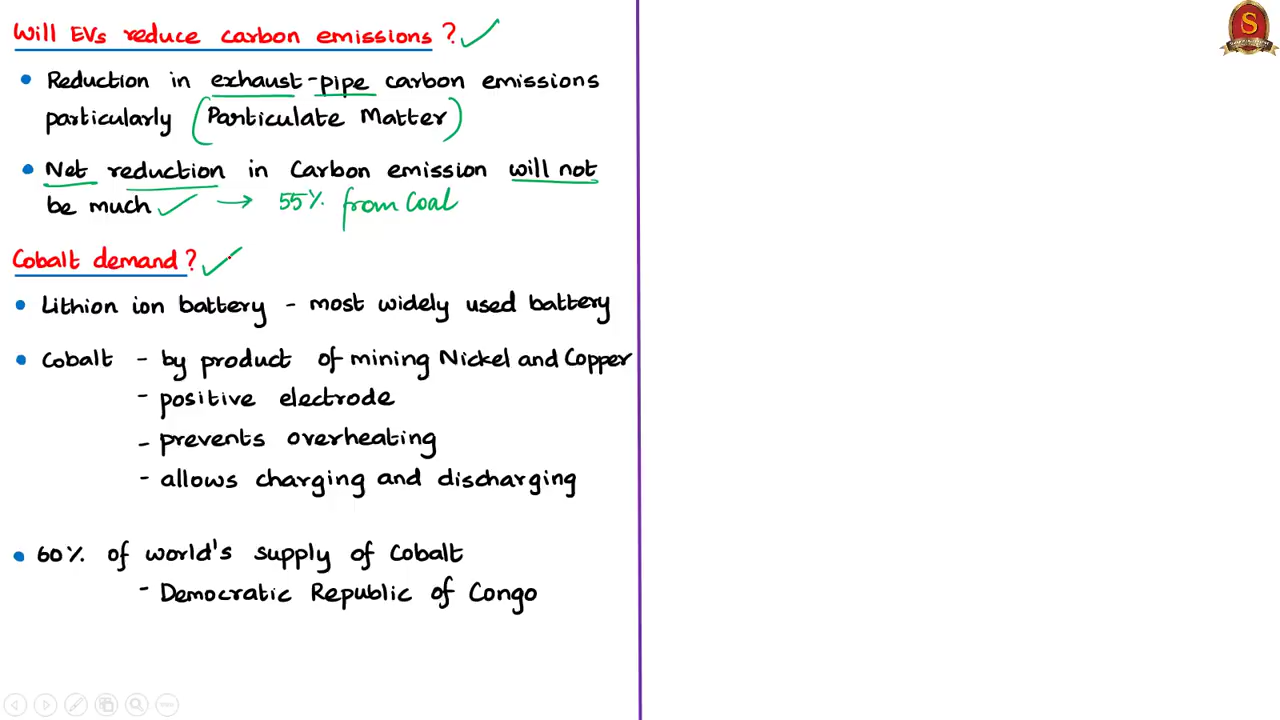 Will EVs reduce carbon emissions?
• Reduction in exhaust-pipe carbon emissions
particularly (Particulate Matter)
• Net reduction in Carbon emission will not
be much → 55% from Coal
Cobalt demand?
• Lithion ion battery - most widely used battery
• Cobalt - by product of mining Nickel and Copper
- positive electrode
- prevents overheating
- allows charging and discharging
• 60% of world's supply of Cobalt
- Democratic Republic of Congo
S